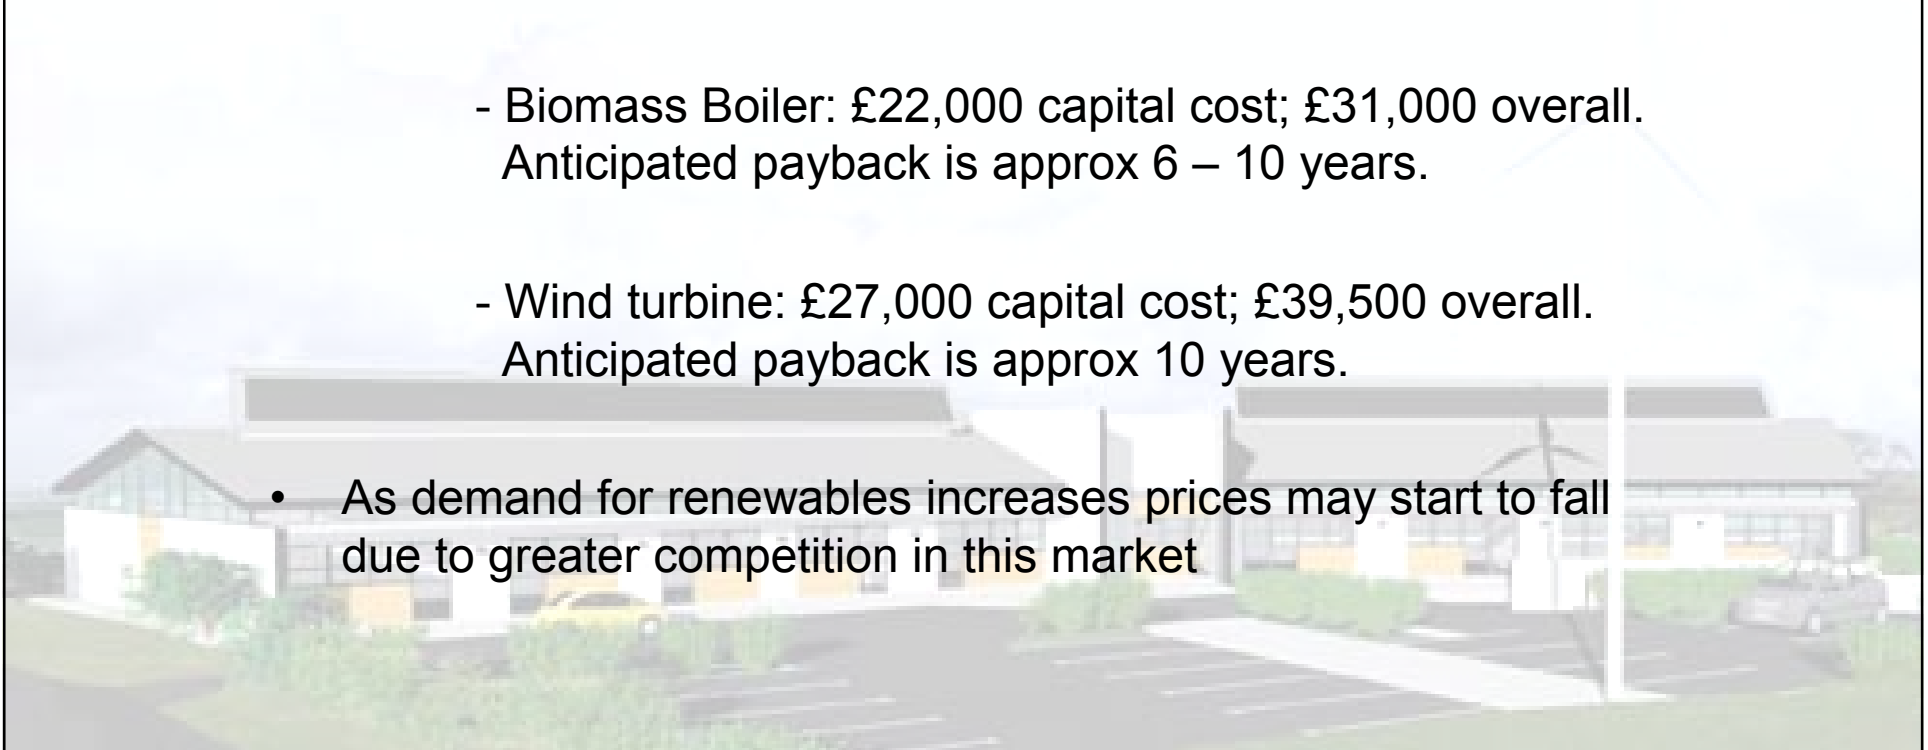 - Biomass Boiler: £22,000 capital cost; £31,000 overall.
Anticipated payback is approx 6 – 10 years.
- Wind turbine: £27,000 capital cost; £39,500 overall.
Anticipated payback is approx 10 years.
• As demand for renewables increases prices may start to fall
due to greater competition in this market